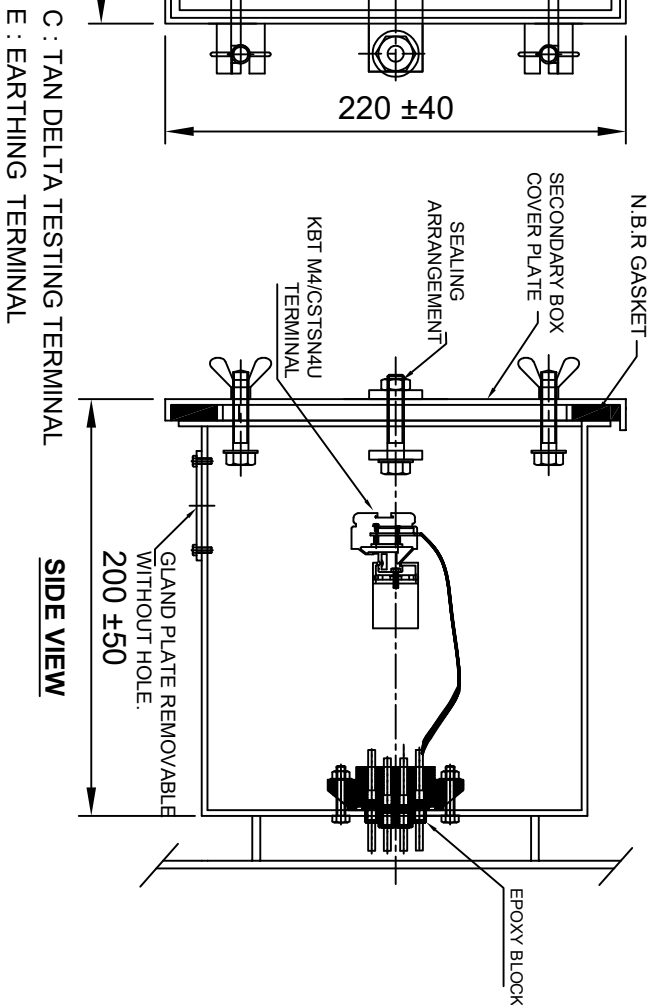 220 ±40
N.B.R GASKET
SECONDARY BOX
COVER PLATE
SEALING
ARRANGEMENT
KBT M4/CSTSN4U
TERMINAL
EPOXY BLOCK
GLAND PLATE REMOVABLE
WITHOUT HOLE.
200 ±50
SIDE VIEW
C : TAN DELTA TESTING TERMINAL
E : EARTHING TERMINAL